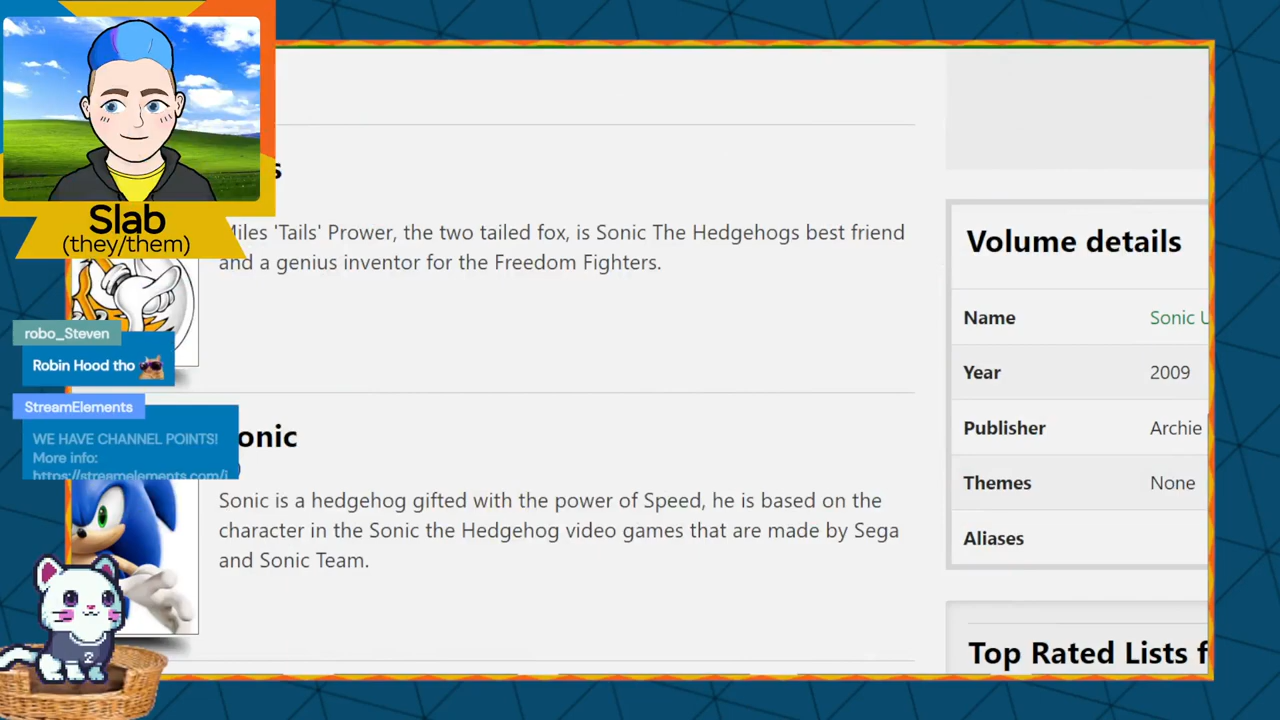 Slab
(they/them)
s
Miles 'Tails' Prower, the two tailed fox, is Sonic The Hedgehogs best friend
and a genius inventor for the Freedom Fighters.
robo_Steven
Robin Hood tho
StreamElements
WE HAVE CHANNEL POINTS!
More info:
https://streamelements.com/j
onic
Sonic is a hedgehog gifted with the power of Speed, he is based on the
character in the Sonic the Hedgehog video games that are made by Sega
and Sonic Team.
2
Volume details
Name Sonic U
Year 2009
Publisher Archie
Themes None
Aliases
Top Rated Lists f